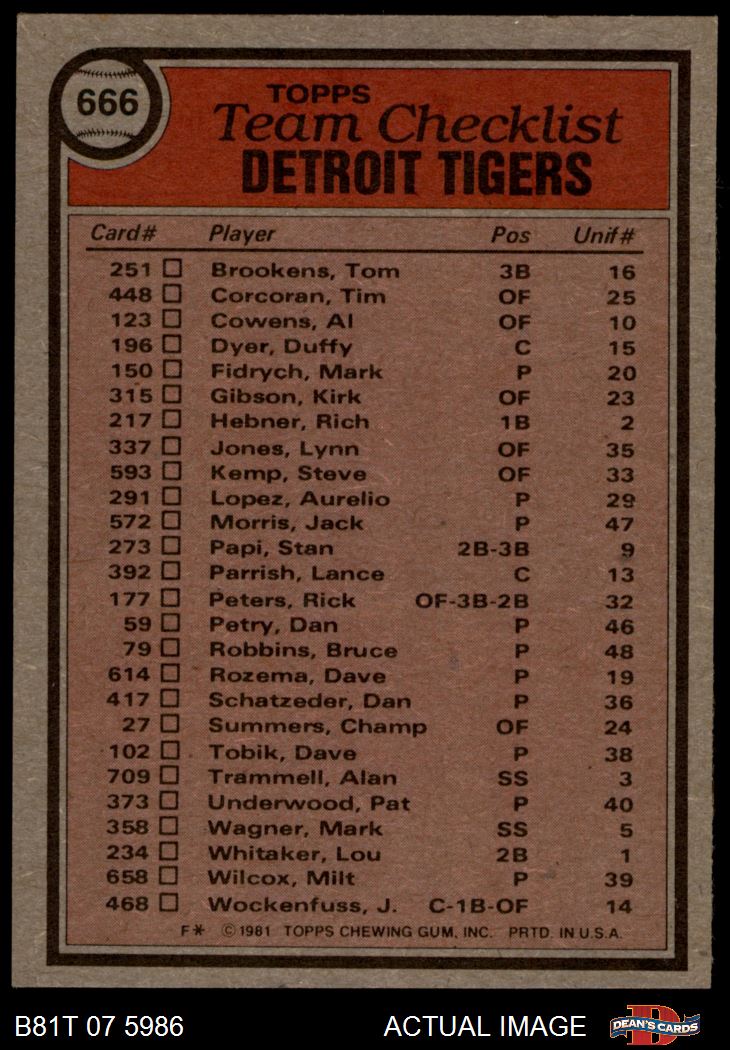 666
TOPPS
Team Checklist
DETROIT TIGERS
Card# Player Pos Unif#
251 Brookens, Tom 3B 16
448 Corcoran, Tim OF 25
123 Cowens, Al OF 10
196 Dyer, Duffy C 15
150 Fidrych, Mark P 20
315 Gibson, Kirk OF 23
217 Hebner, Rich 1B 2
337 Jones, Lynn OF 35
593 Kemp, Steve OF 33
291 Lopez, Aurelio P 29
572 Morris, Jack P 47
273 Papi, Stan 2B-3B 9
392 Parrish, Lance C 13
177 Peters, Rick OF-3B-2B 32
59 Petry, Dan P 46
79 Robbins, Bruce P 48
614 Rozema, Dave P 19
417 Schatzeder, Dan P 36
27 Summers, Champ OF 24
102 Tobik, Dave P 38
709 Trammell, Alan SS 3
373 Underwood, Pat P 40
358 Wagner, Mark SS 5
234 Whitaker, Lou 2B 1
658 Wilcox, Milt P 39
468 Wockenfuss, J. C-1B-OF 14
F* ©1981 TOPPS CHEWING GUM, INC. PRTD. IN U.S.A.
B81T 07 5986 ACTUAL IMAGE D DEAN'S CARDS